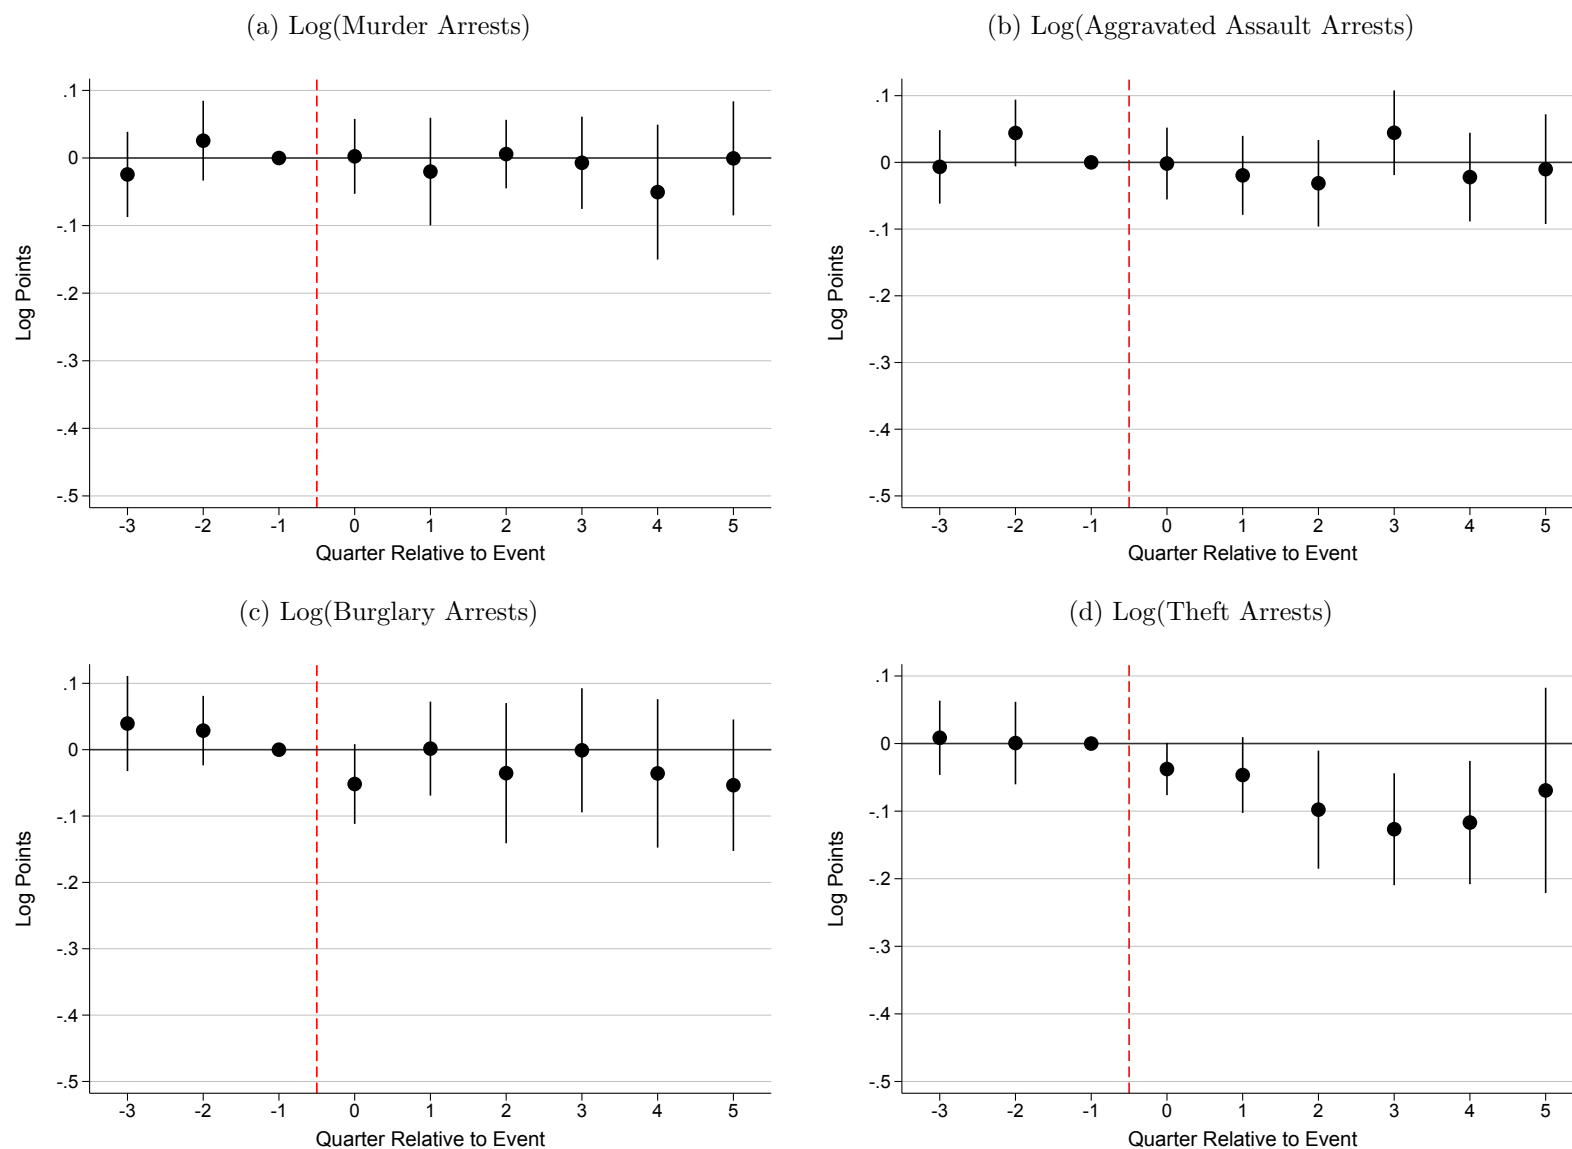 (a) Log(Murder Arrests)
.1
0
-.1
-.2
-.3
-.4
-.5
Log Points
-3 -2 -1 0 1 2 3 4 5
Quarter Relative to Event
(b) Log(Aggravated Assault Arrests)
.1
0
-.1
-.2
-.3
-.4
-.5
Log Points
-3 -2 -1 0 1 2 3 4 5
Quarter Relative to Event
(c) Log(Burglary Arrests)
.1
0
-.1
-.2
-.3
-.4
-.5
Log Points
-3 -2 -1 0 1 2 3 4 5
Quarter Relative to Event
(d) Log(Theft Arrests)
.1
0
-.1
-.2
-.3
-.4
-.5
Log Points
-3 -2 -1 0 1 2 3 4 5
Quarter Relative to Event